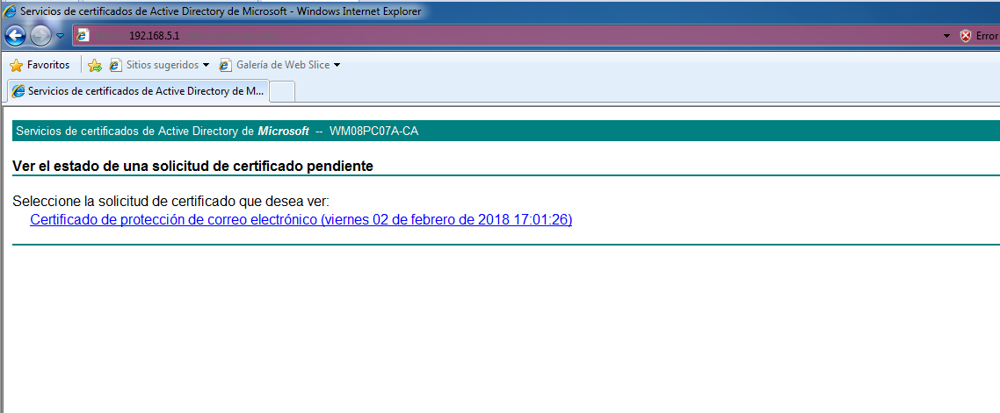 Servicios de certificados de Active Directory de Microsoft - Windows Internet Explorer
192.168.5.1 Error
Favoritos Sitios sugeridos Galería de Web Slice
Servicios de certificados de Active Directory de M...
Servicios de certificados de Active Directory de Microsoft -- WM08PC07A-CA
Ver el estado de una solicitud de certificado pendiente
Seleccione la solicitud de certificado que desea ver:
Certificado de protección de correo electrónico (viernes 02 de febrero de 2018 17:01:26)